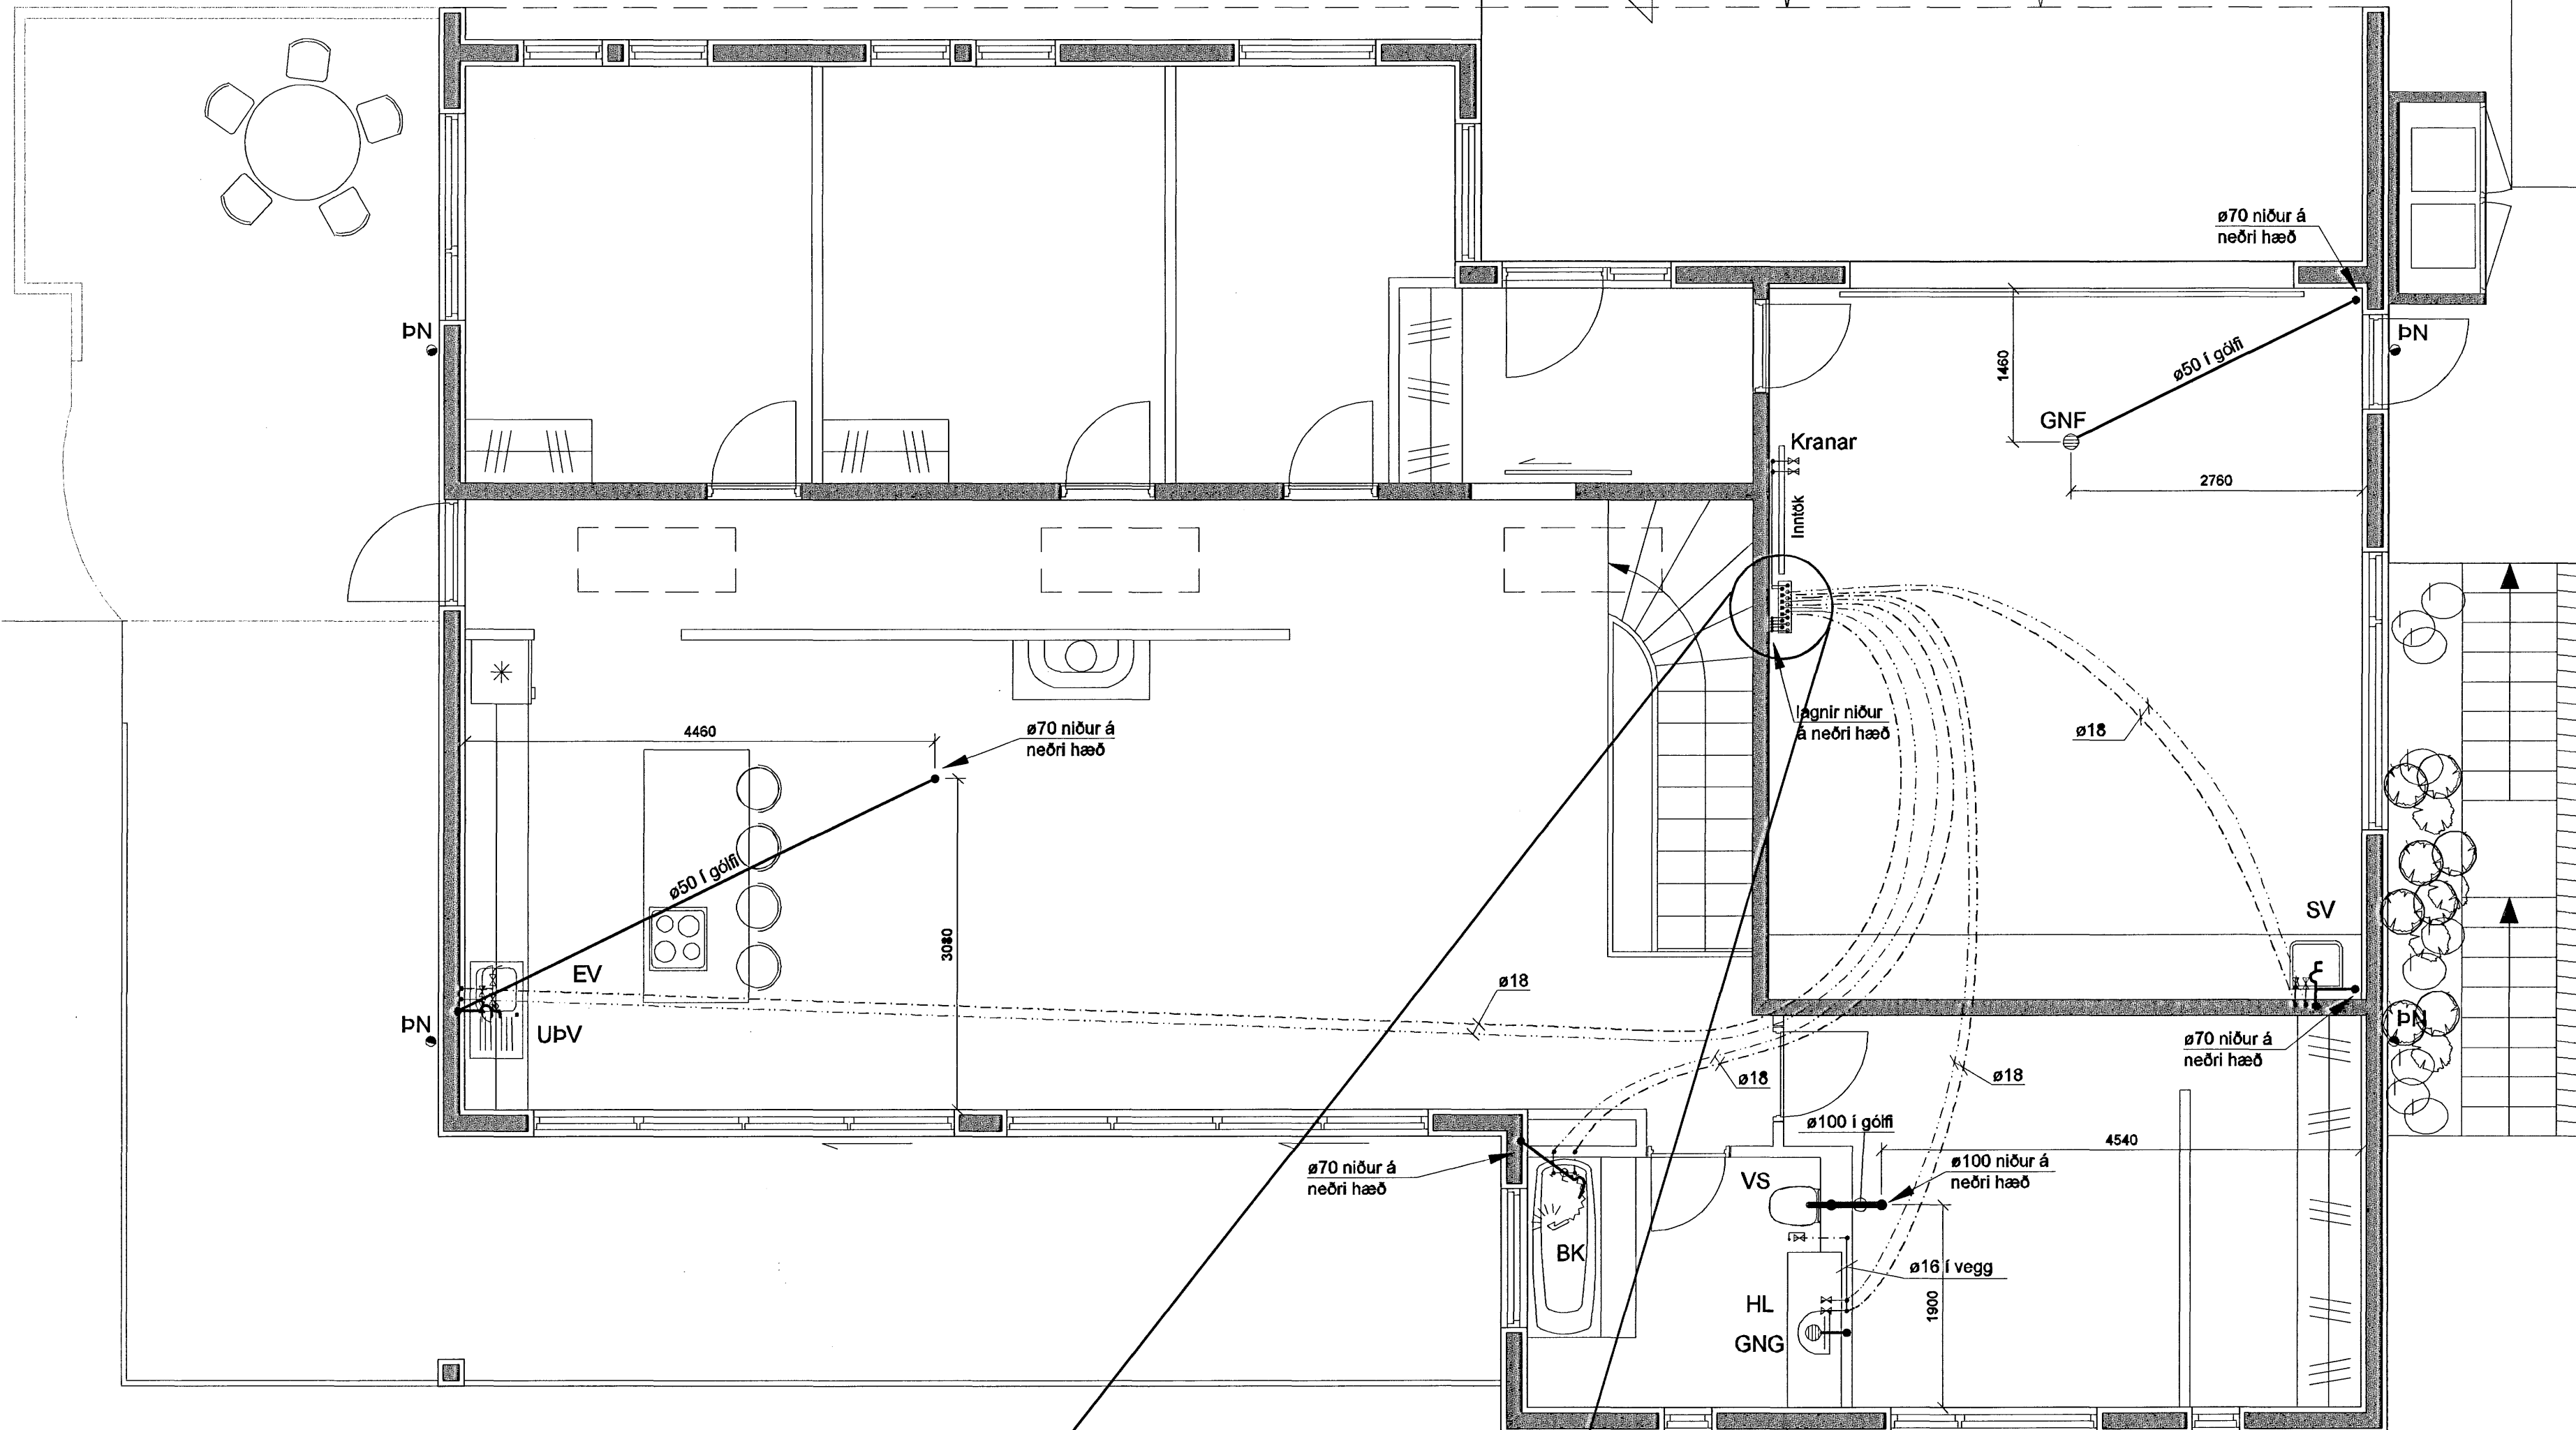 ø70 niður á
neðri hæð
ÞN
ÞN
ø50 í gólfi
1460
GNF
Kranar
2760
Inntök
lagnir niður
á neðri hæð
ø18
4460
ø70 niður á
neðri hæð
ø50 í gólfi
3080
SV
EV
ø18
ÞN
UÞV
ÞN
ø70 niður á
neðri hæð
ø18
ø18
ø100 í gólfi
4540
ø70 niður á
neðri hæð
VS
ø100 niður á
neðri hæð
BK
ø16 í vegg
HL
1900
GNG